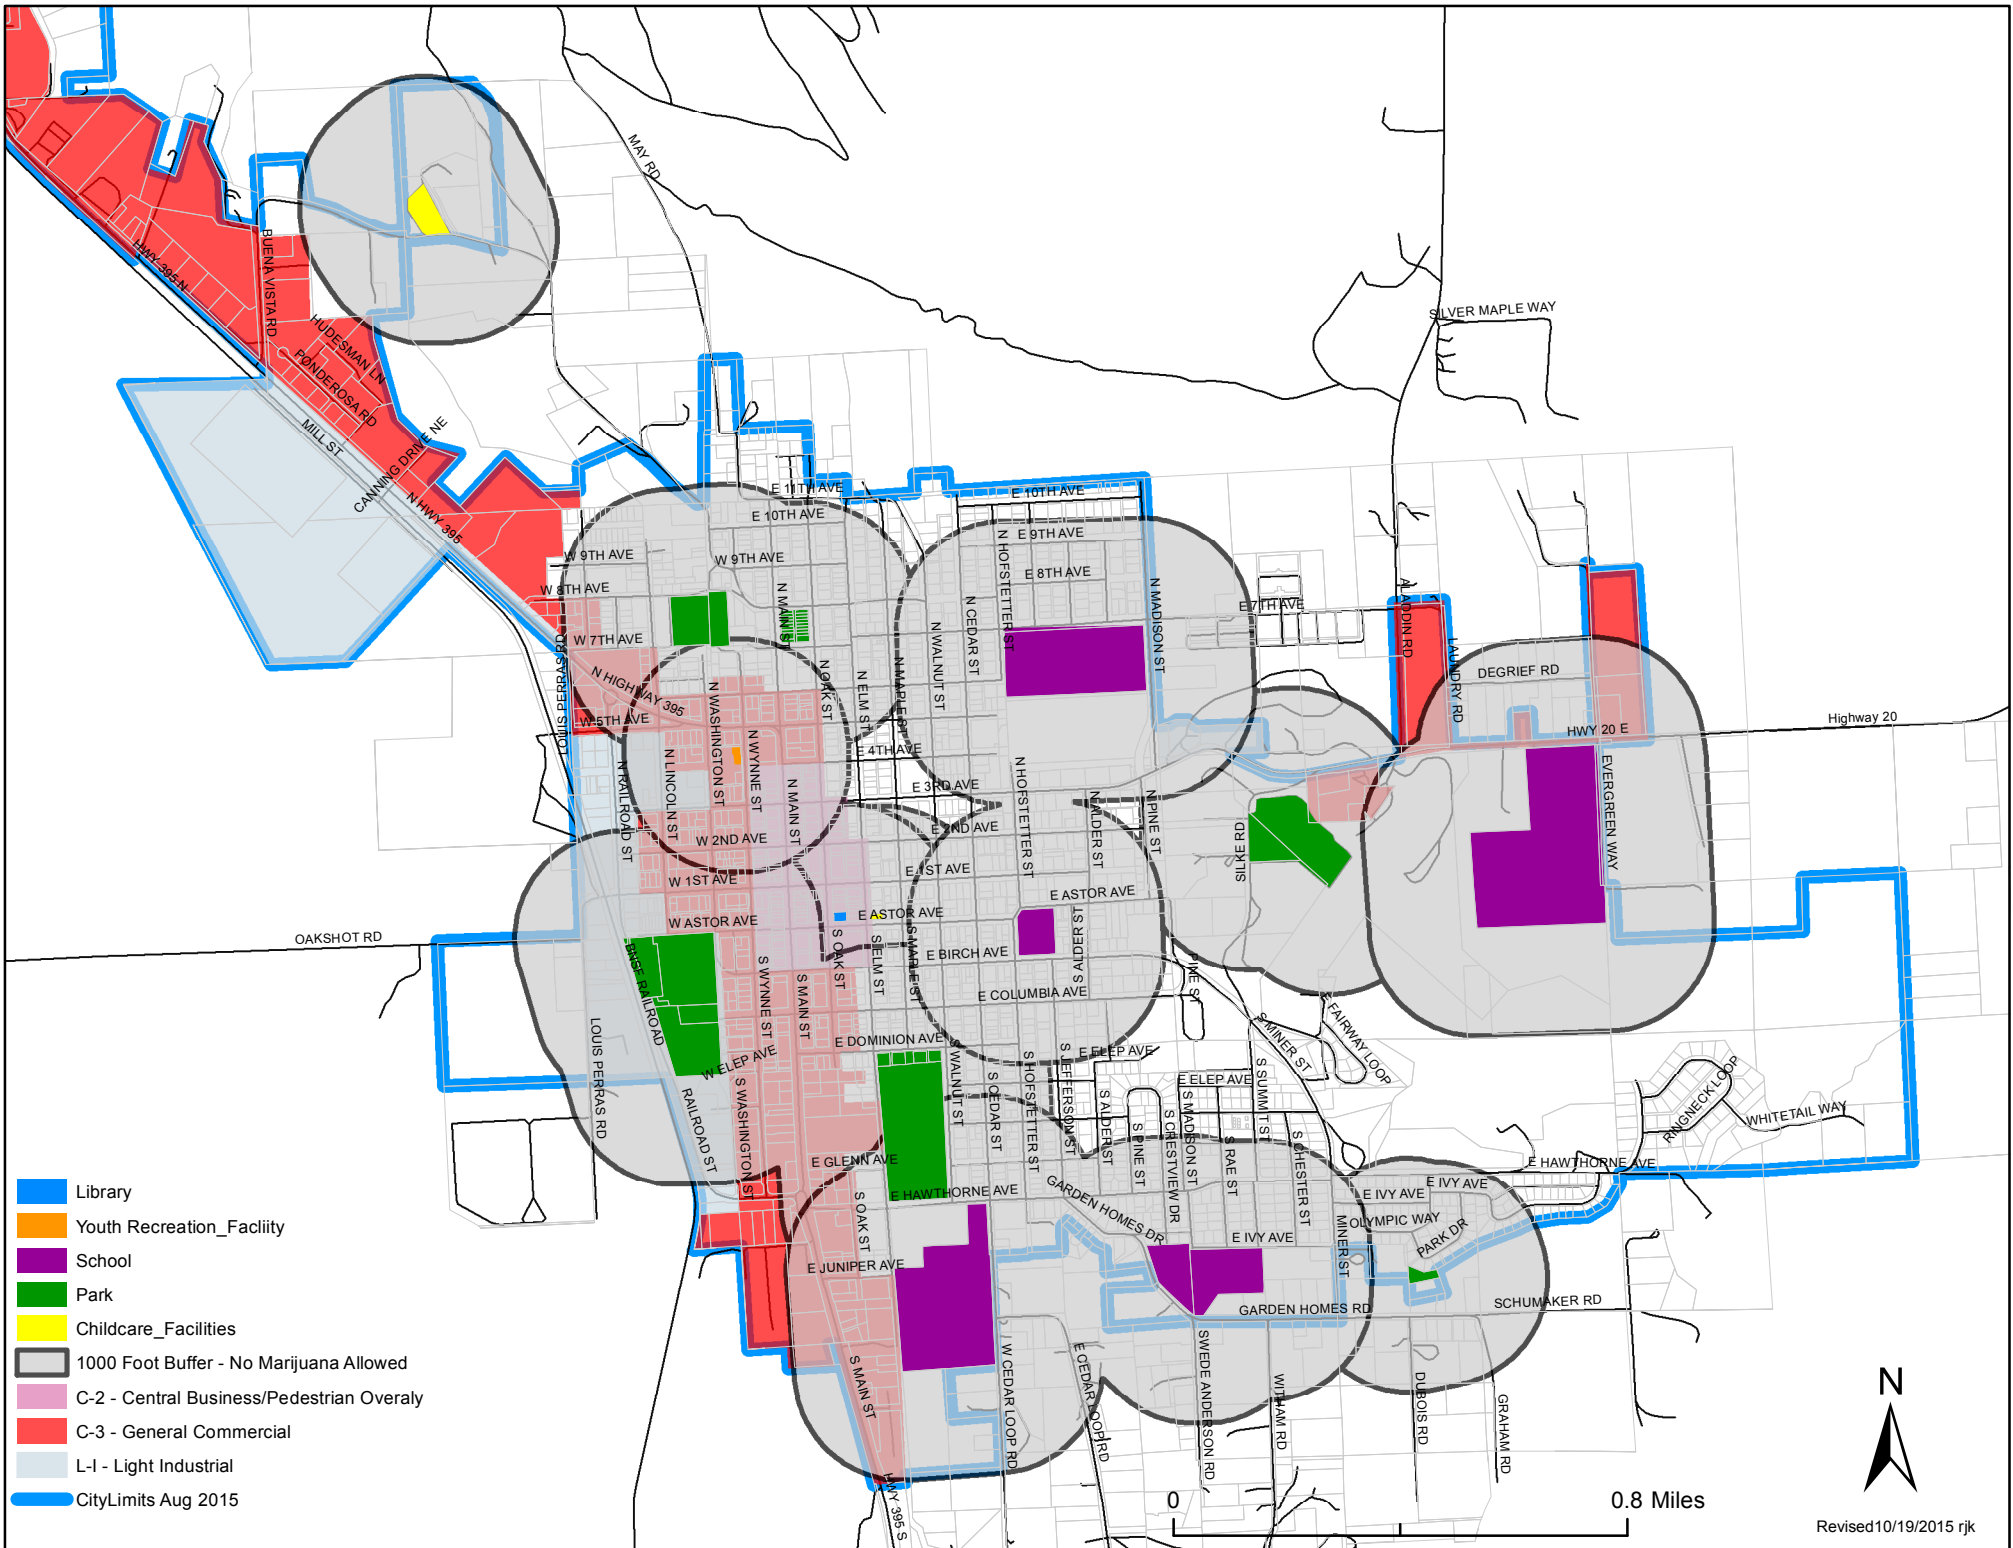 MAY RD
HWY 395 N
BUENA VISTA RD
HUDESMAN LN
PONDEROSA RD
MILL ST
CANNING DRIVE NE
N HWY 395
SILVER MAPLE WAY
E 11TH AVE
E 10TH AVE
E 10TH AVE
W 9TH AVE
W 9TH AVE
E 9TH AVE
W 8TH AVE
E 8TH AVE
E 7TH AVE
W 7TH AVE
N MAIN ST
N HOFSTETTER ST
N CEDAR ST
N WALNUT ST
N MADISON ST
ALADDIN RD
LAUNDRY RD
DEGRIEF RD
HWY 20 E
Highway 20
LOUIS PERRAS RD
N HIGHWAY 395
W 5TH AVE
N WASHINGTON ST
N OAK ST
N ELM ST
N MAPLE ST
E 4TH AVE
N LINCOLN ST
N WYNNE ST
N MAIN ST
N RAILROAD ST
E 3RD AVE
N HOFSTETTER ST
N ALDER ST
N PINE ST
E 2ND AVE
W 2ND AVE
SILKE RD
EVERGREEN WAY
W 1ST AVE
E 1ST AVE
E ASTOR AVE
E ASTOR AVE
W ASTOR AVE
OAKSHOT RD
BNSF RAILROAD
S OAK ST
S ELM ST
S MAPLE ST
E BIRCH AVE
S ALDER ST
PINE ST
S WYNNE ST
S MAIN ST
E COLUMBIA AVE
S MINER ST
E FAIRWAY LOOP
LOUIS PERRAS RD
W ELEP AVE
E DOMINION AVE
E ELEP AVE
E ELEP AVE
RAILROAD ST
S WASHINGTON ST
S WALNUT ST
S CEDAR ST
S HOFSTETTER ST
S JEFFERSON ST
S ALDER ST
S PINE ST
S CRESTVIEW DR
S MADISON ST
S RAE ST
S SUMMIT ST
S CHESTER ST
RINGNECK LOOP
WHITETAIL WAY
E GLENN AVE
E HAWTHORNE AVE
E HAWTHORNE AVE
GARDEN HOMES DR
E IVY AVE
E IVY AVE
E IVY AVE
OLYMPIC WAY
PARK DR
MINER ST
S OAK ST
E JUNIPER AVE
GARDEN HOMES RD
SCHUMAKER RD
S MAIN ST
W CEDAR LOOP RD
E CEDAR LOOP RD
SWEDE ANDERSON RD
WITHAM RD
DUBOIS RD
GRAHAM RD
HWY 395 S
Library
Youth Recreation_Facliity
School
Park
Childcare_Facilities
1000 Foot Buffer - No Marijuana Allowed
C-2 - Central Business/Pedestrian Overaly
C-3 - General Commercial
L-I - Light Industrial
CityLimits Aug 2015
0
0.8 Miles
N
Revised10/19/2015 rjk